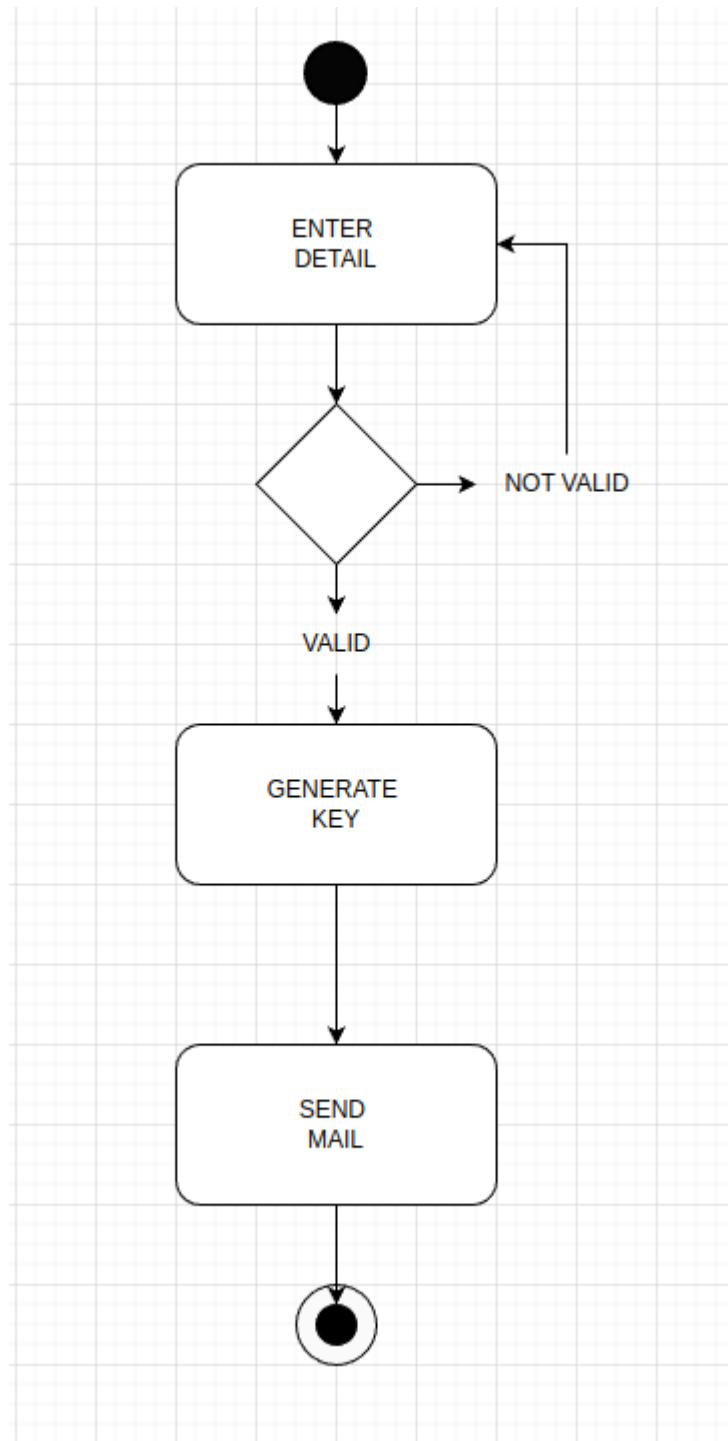 ENTER
DETAIL
NOT VALID
VALID
GENERATE
KEY
SEND
MAIL